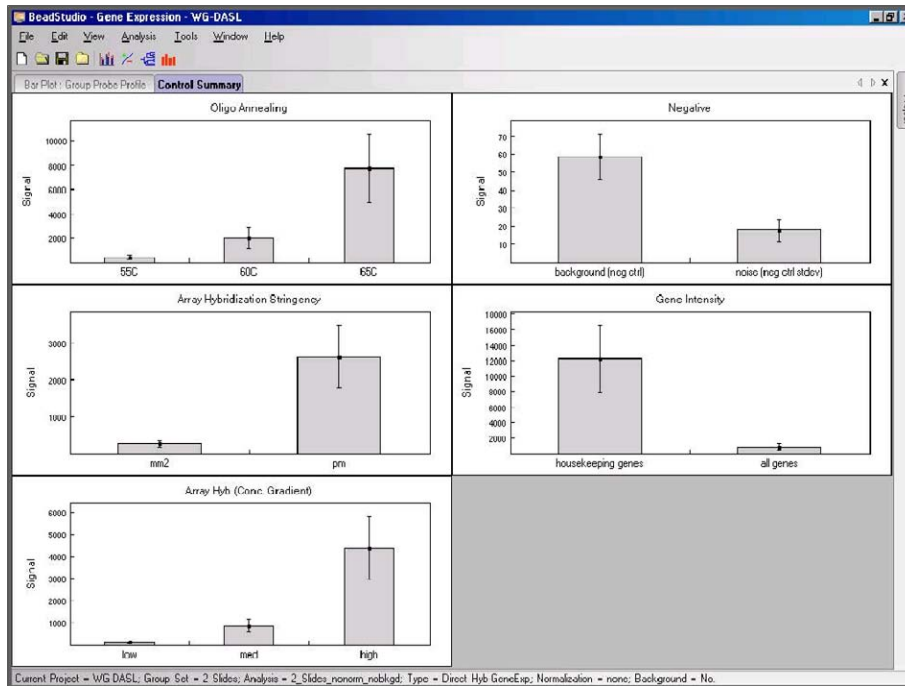 BeadStudio - Gene Expression - WG-DASL
File Edit View Analysis Tools Window Help
Bar Plot : Group Probe Profile Control Summary
Oligo Annealing
Signal
10000
8000
6000
4000
2000
55C 60C 65C
Negative
Signal
70
60
50
40
30
20
10
background (neg ctrl) noise (neg ctrl stdev)
Array Hybridization Stringency
Signal
3000
2000
1000
mm2 pm
Gene Intensity
Signal
18000
16000
14000
12000
10000
8000
6000
4000
2000
housekeeping genes all genes
Array Hyb (Conc. Gradient)
Signal
6000
5000
4000
3000
2000
1000
low med high
Current Project = WG DASL; Group Set = 2 Slides; Analysis = 2_Slides_nonorm_nobkgd; Type = Direct Hyb GeneExp; Normalization = none; Background = No.